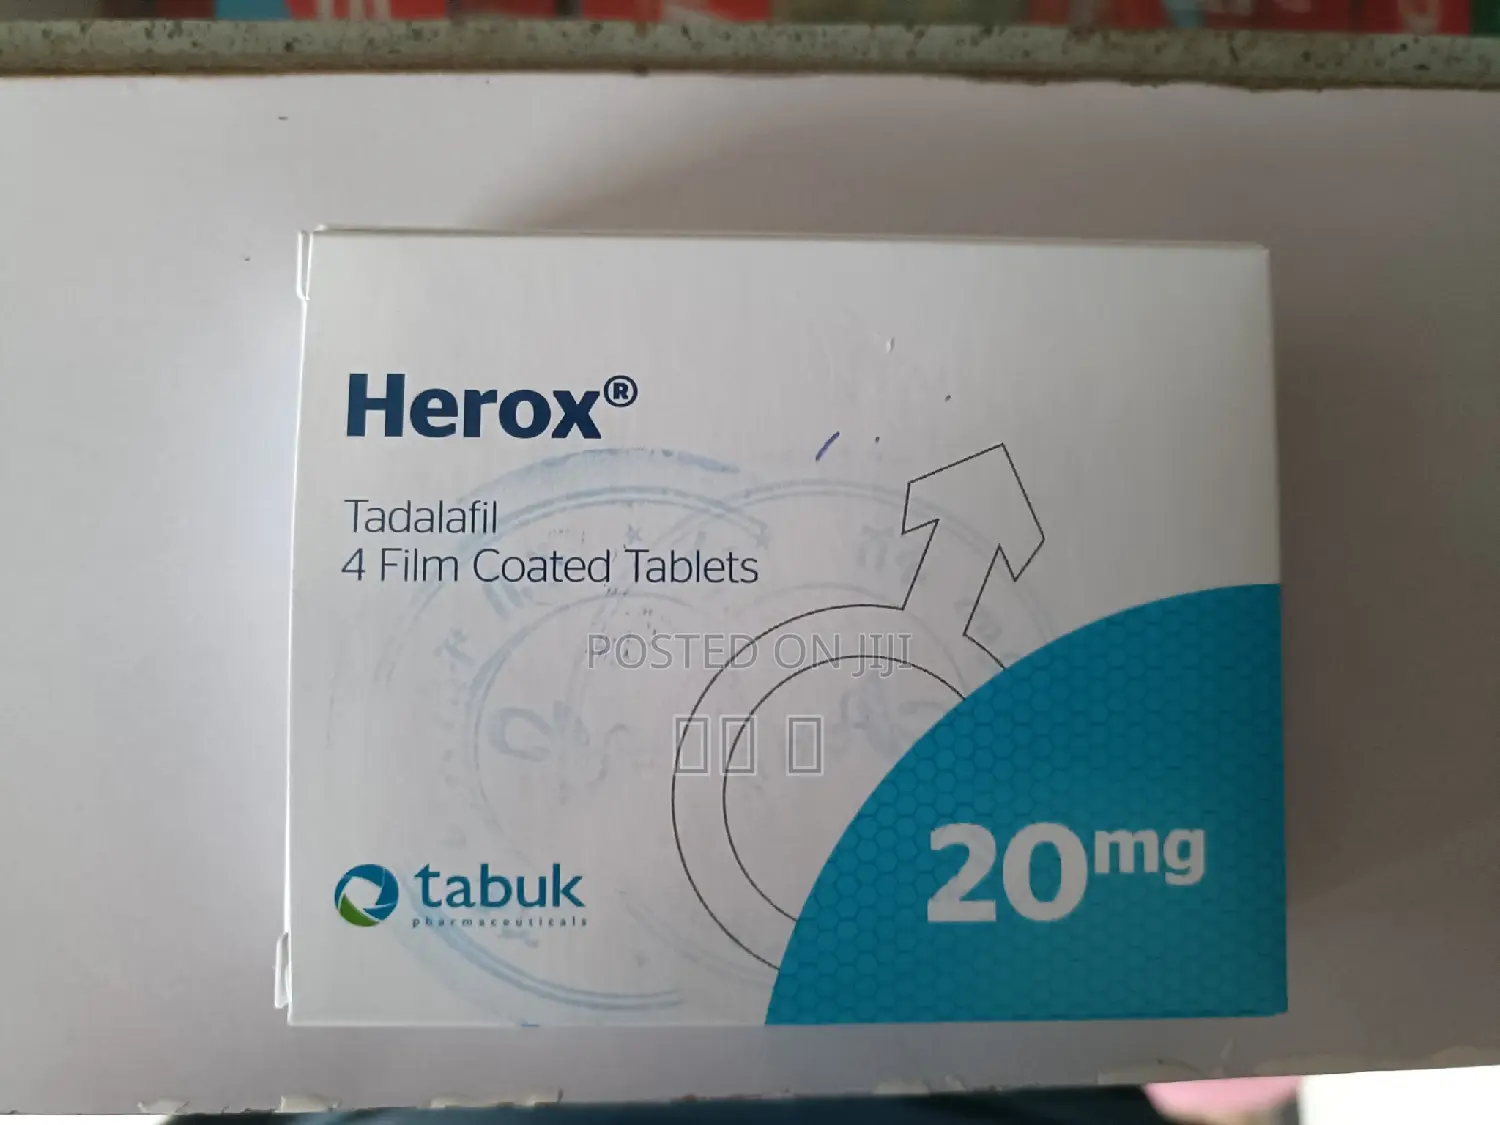 Herox®
Tadalafil
4 Film Coated Tablets
POSTED ON JIJI
tabuk
pharmaceuticals
20mg